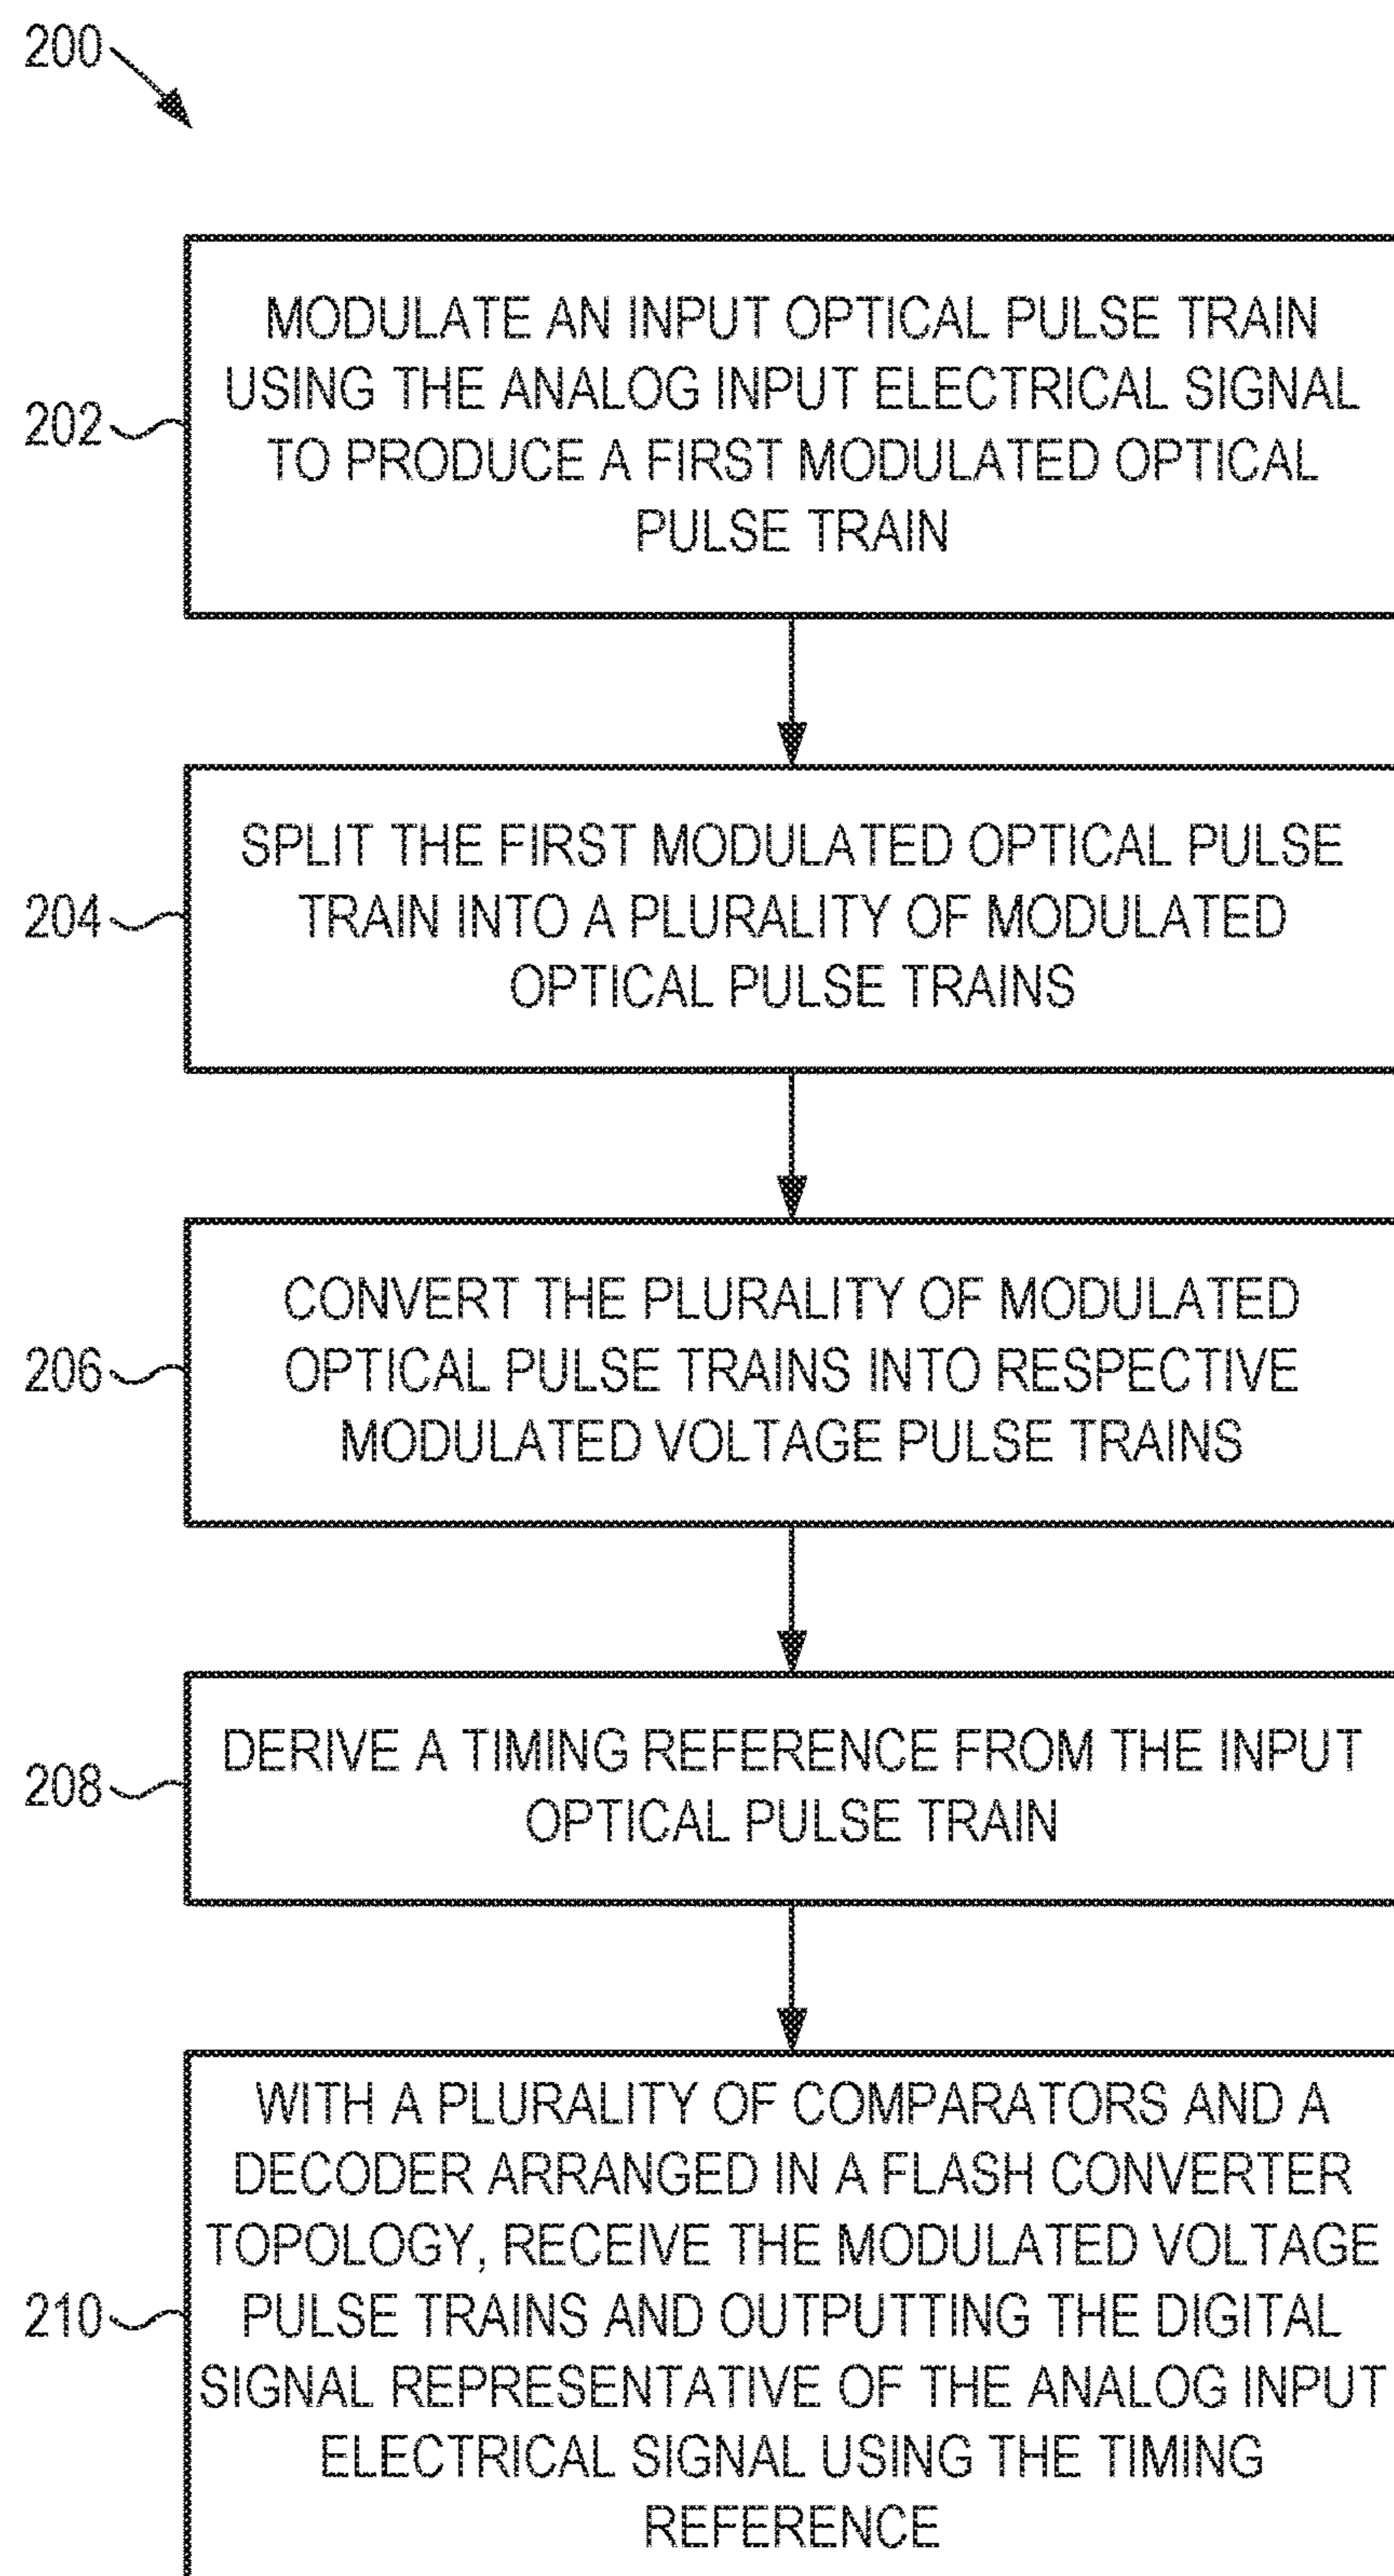 200
MODULATE AN INPUT OPTICAL PULSE TRAIN
USING THE ANALOG INPUT ELECTRICAL SIGNAL
TO PRODUCE A FIRST MODULATED OPTICAL
PULSE TRAIN
202
SPLIT THE FIRST MODULATED OPTICAL PULSE
TRAIN INTO A PLURALITY OF MODULATED
OPTICAL PULSE TRAINS
204
CONVERT THE PLURALITY OF MODULATED
OPTICAL PULSE TRAINS INTO RESPECTIVE
MODULATED VOLTAGE PULSE TRAINS
206
DERIVE A TIMING REFERENCE FROM THE INPUT
OPTICAL PULSE TRAIN
208
WITH A PLURALITY OF COMPARATORS AND A
DECODER ARRANGED IN A FLASH CONVERTER
TOPOLOGY, RECEIVE THE MODULATED VOLTAGE
PULSE TRAINS AND OUTPUTTING THE DIGITAL
SIGNAL REPRESENTATIVE OF THE ANALOG INPUT
ELECTRICAL SIGNAL USING THE TIMING
REFERENCE
210